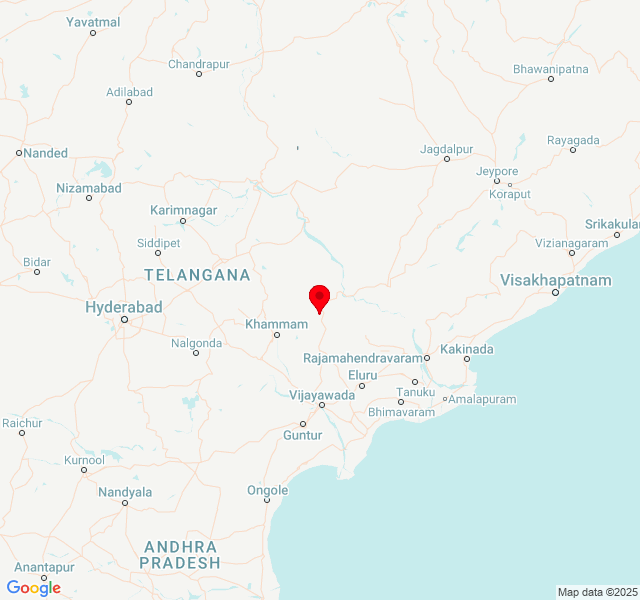 Yavatmal
Chandrapur
Bhawanipatna
Adilabad
Rayagada
Jagdalpur
Nanded
Jeypore
Nizamabad
Koraput
Karimnagar
Srikakulam
Siddipet
Vizianagaram
Bidar
TELANGANA
Visakhapatnam
Hyderabad
Khammam
Nalgonda
Kakinada
Rajamahendravaram
Eluru
Tanuku
Vijayawada
Amalapuram
Bhimavaram
Raichur
Guntur
Kurnool
Nandyala
Ongole
ANDHRA
PRADESH
Anantapur
Google
Map data ©2025